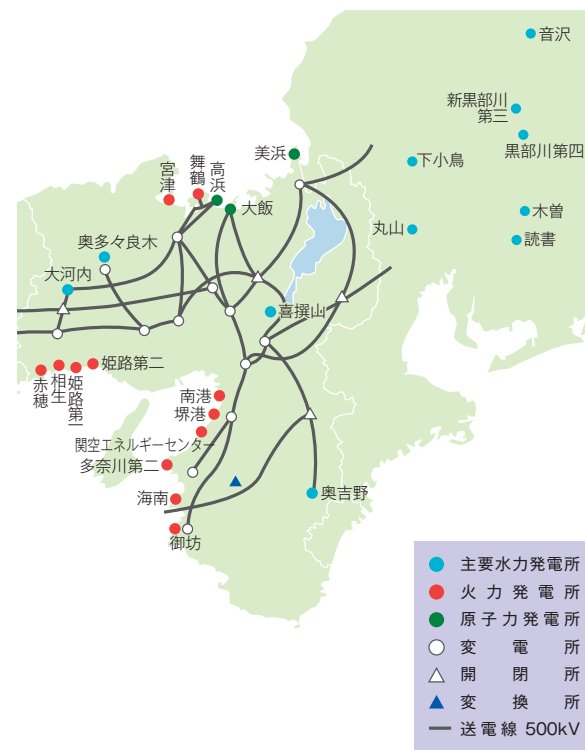 音沢
新黒部川
第三
黒部川第四
美浜
下小鳥
舞鶴
高浜
宮津
大飯
木曽
丸山
読書
奥多々良木
大河内
喜撰山
姫路第二
赤穂
相生
姫路第一
南港
堺港
関空エネルギーセンター
多奈川第二
海南
奥吉野
御坊
主要水力発電所
火力発電所
原子力発電所
変電所
開閉所
変換所
送電線 500kV